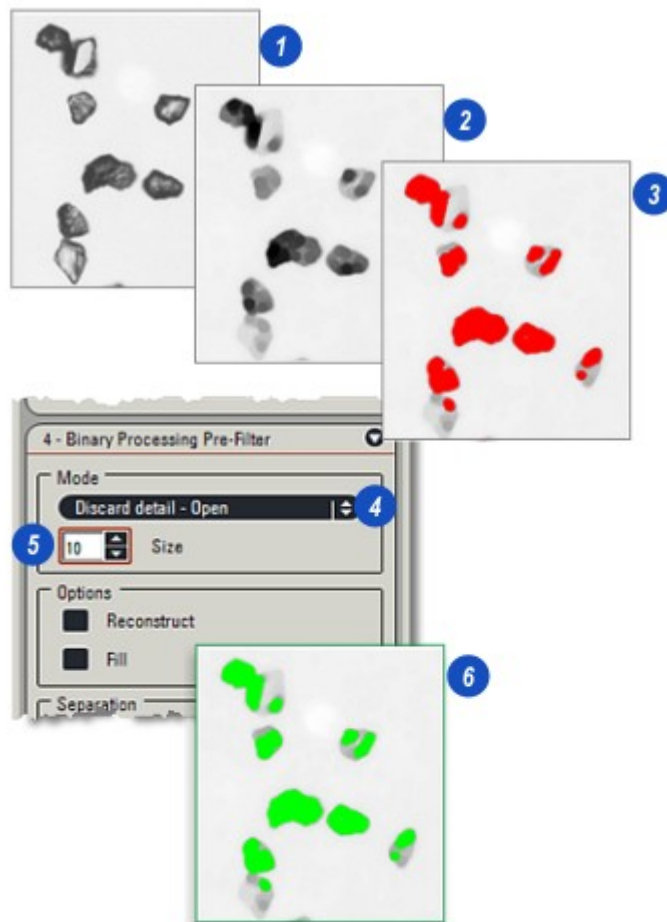 1
2
3
4 - Binary Processing Pre-Filter
Mode
Discard detail - Open
4
5
10
Size
Options
Reconstruct
Fill
Separation
6